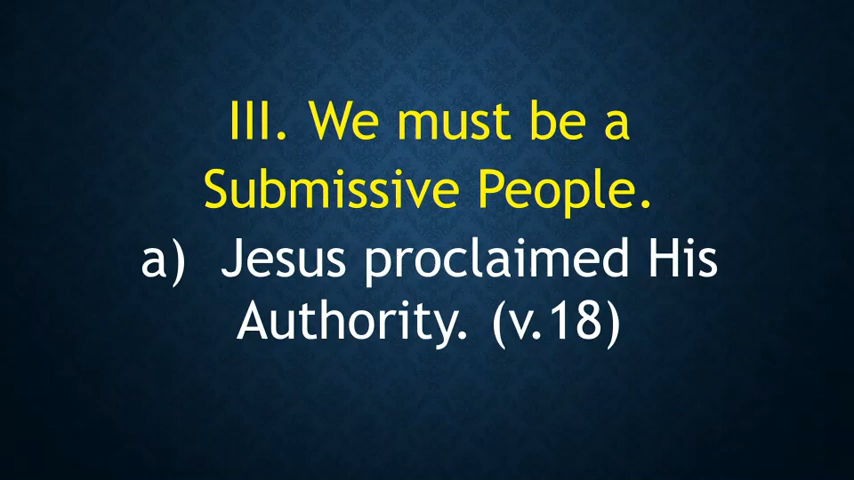 III. We must be a
Submissive People.
a) Jesus proclaimed His
Authority. (v.18)